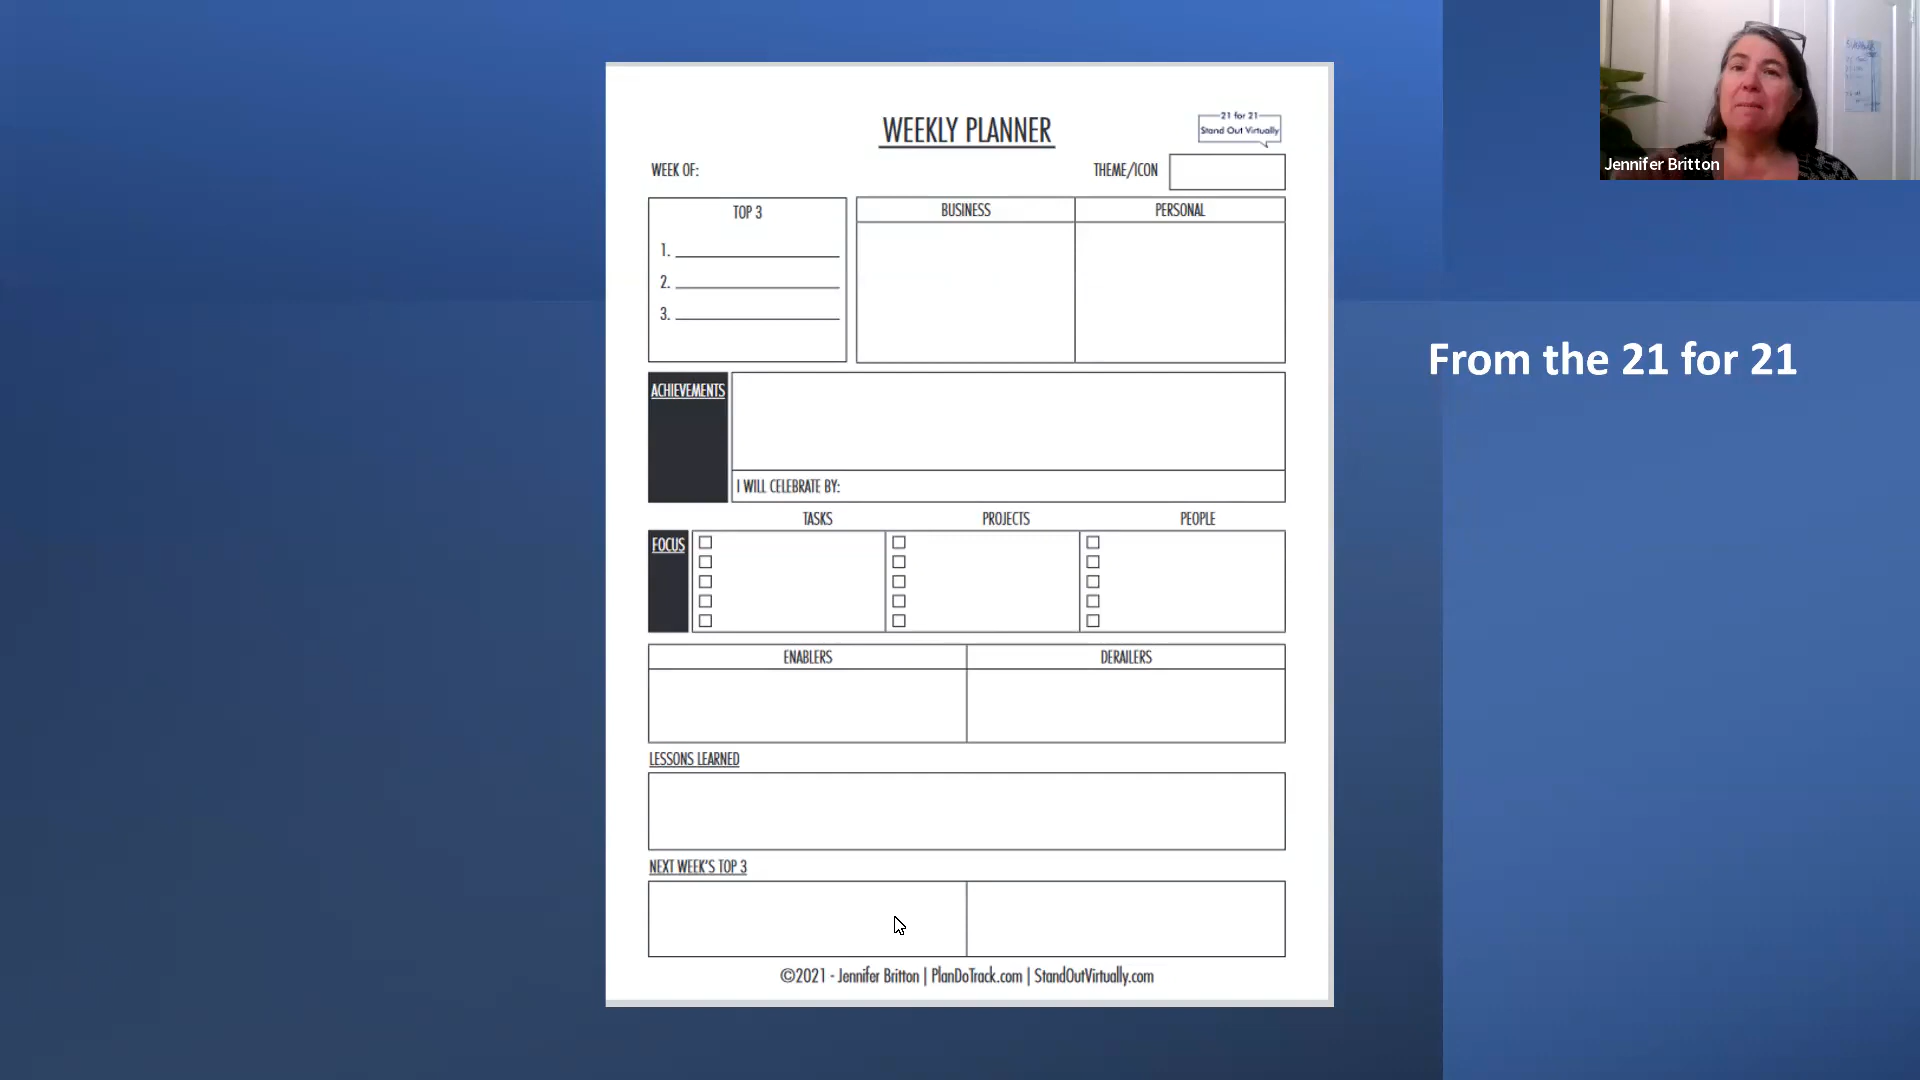 WEEKLY PLANNER
21 for 21
Stand Out Virtually
WEEK OF:
THEME/ICON
TOP 3
1.
2.
3.
BUSINESS
PERSONAL
ACHIEVEMENTS
I WILL CELEBRATE BY:
TASKS
PROJECTS
PEOPLE
FOCUS
ENABLERS
DERAILERS
LESSONS LEARNED
NEXT WEEK'S TOP 3
©2021 - Jennifer Britton | PlanDoTrack.com | StandOutVirtually.com
From the 21 for 21
Jennifer Britton